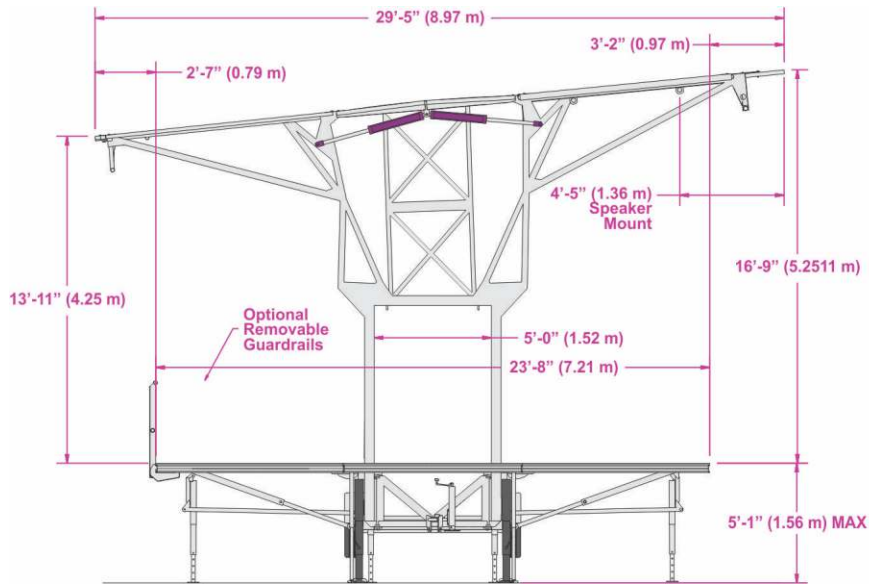 29'-5" (8.97 m)
3'-2" (0.97 m)
2'-7" (0.79 m)
4'-5" (1.36 m)
Speaker
Mount
16'-9" (5.2511 m)
13'-11" (4.25 m)
Optional
Removable
Guardrails
5'-0" (1.52 m)
23'-8" (7.21 m)
5'-1" (1.56 m) MAX